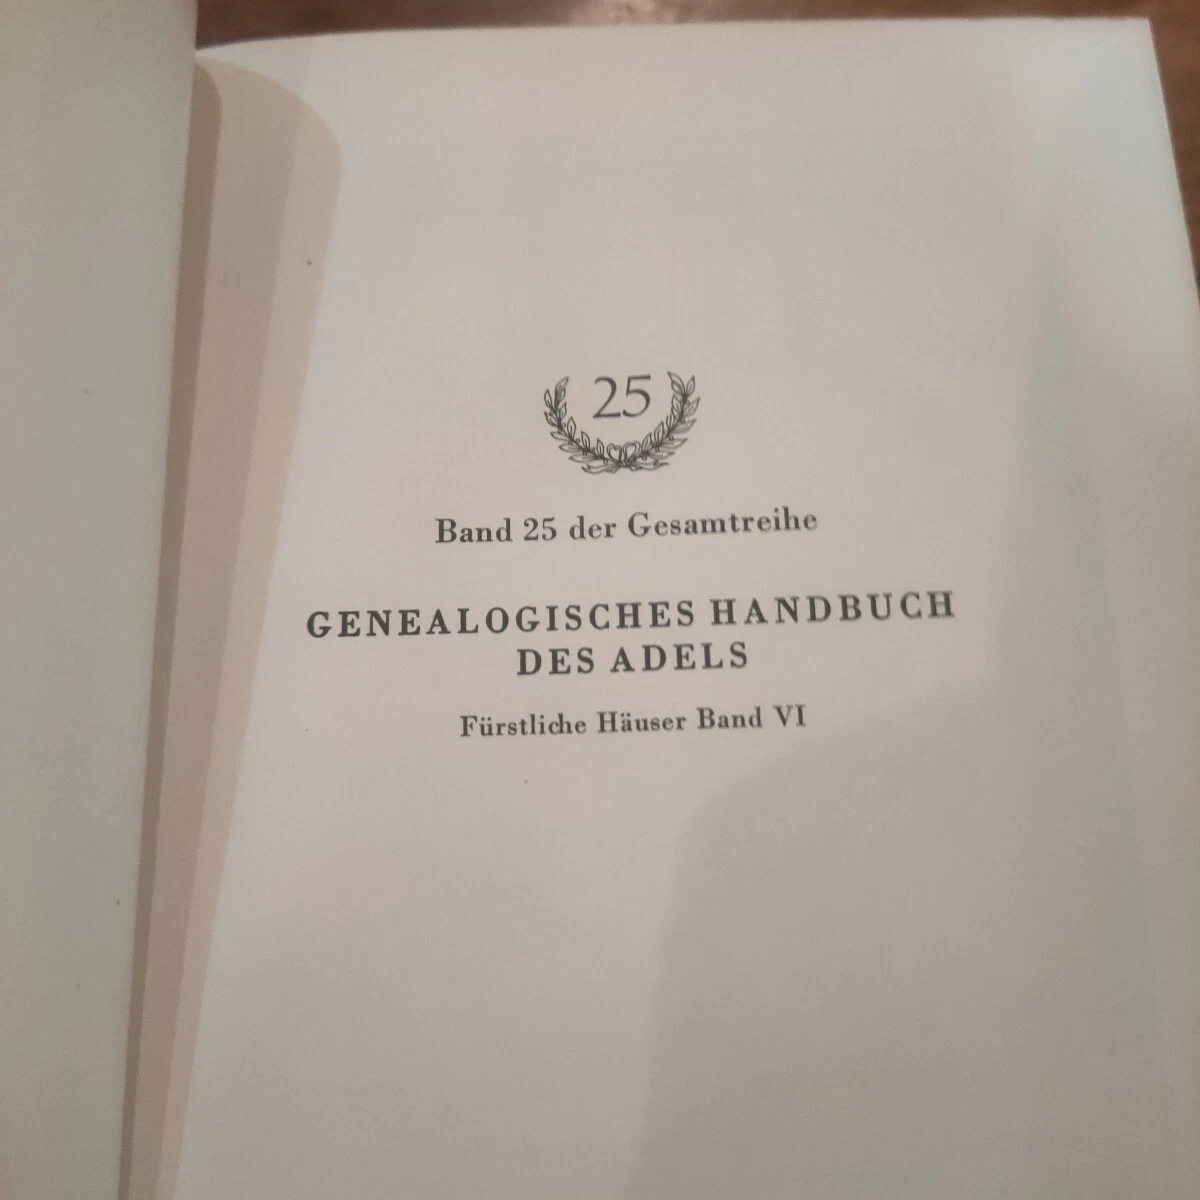 25
Band 25 der Gesamtreihe
GENEALOGISCHES HANDBUCH
DES ADELS
Fürstliche Häuser Band VI